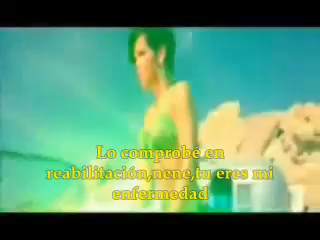 Lo comprobé en
reabilitación,nene,tu eres mi
enfermedad